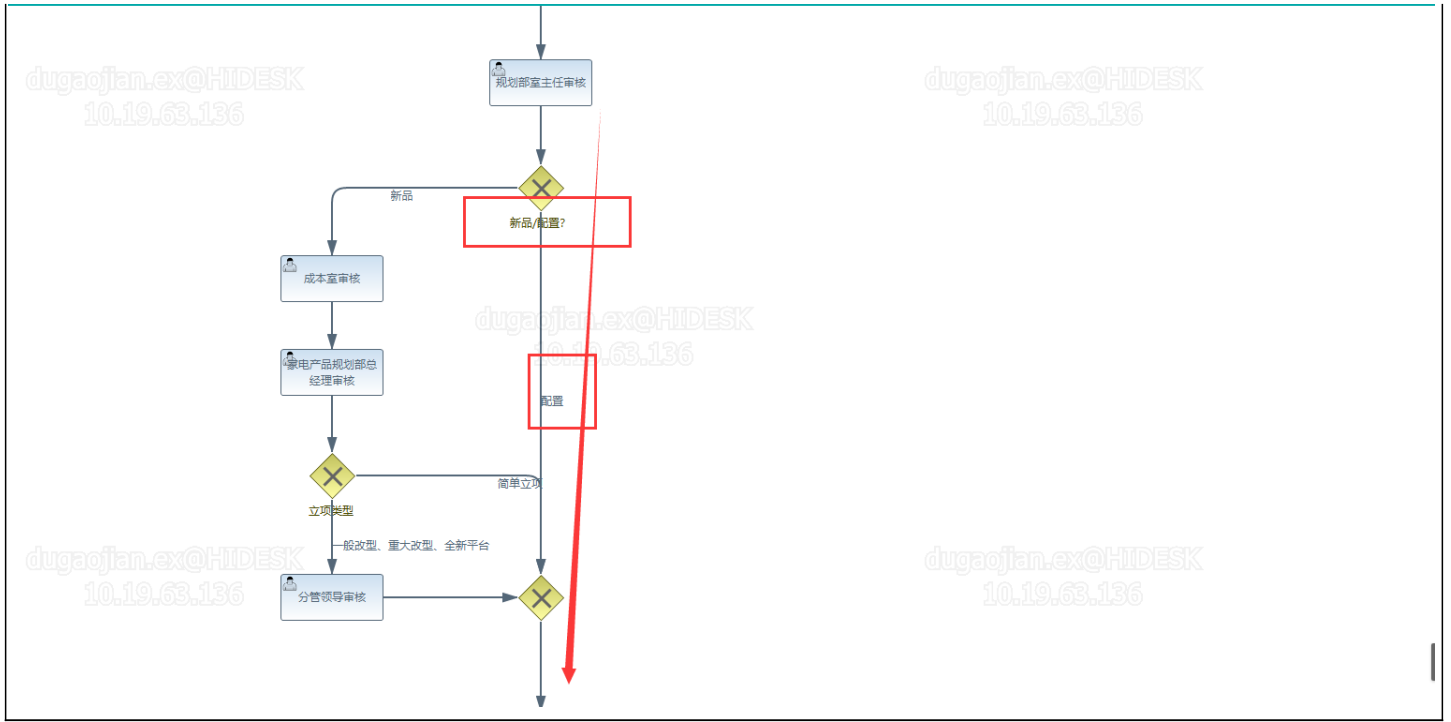 dugaojian.ex@HIDESK
10.19.63.136
dugaojian.ex@HIDESK
10.19.63.136
规划部室主任审核
新品
新品/配置?
成本室审核
dugaojian.ex@HIDESK
10.19.63.136
家电产品规划部总
经理审核
配置
简单立项
立项类型
一般改型、重大改型、全新平台
dugaojian.ex@HIDESK
10.19.63.136
dugaojian.ex@HIDESK
10.19.63.136
分管领导审核